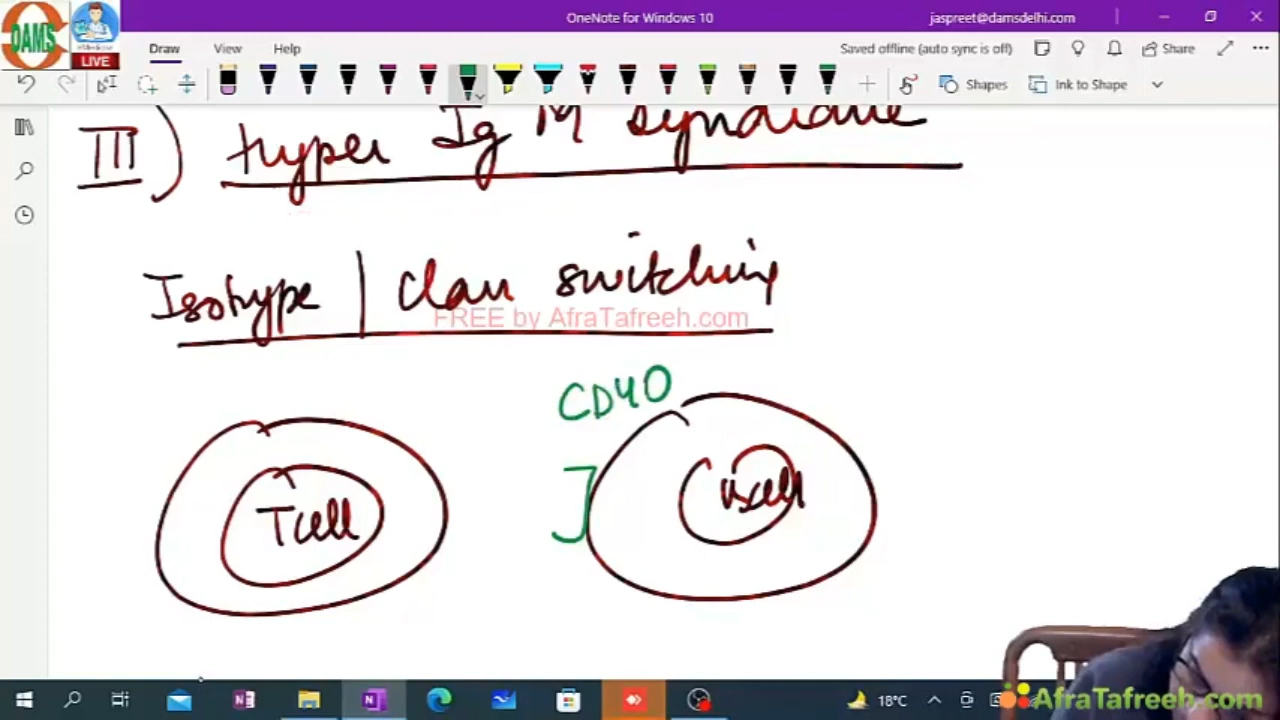 OneNote for Windows 10
jaspreet@damsdelhi.com
DAMS
eMedicoz
LIVE
Draw View Help
Saved offline (auto sync is off)
Share
Shapes
Ink to Shape
III) Hyper Ig M syndrome
Isotype | Class switching
FREE by AfraTafreeh.com
CD40
T cell
B cell
18°C
AfraTafreeh.com